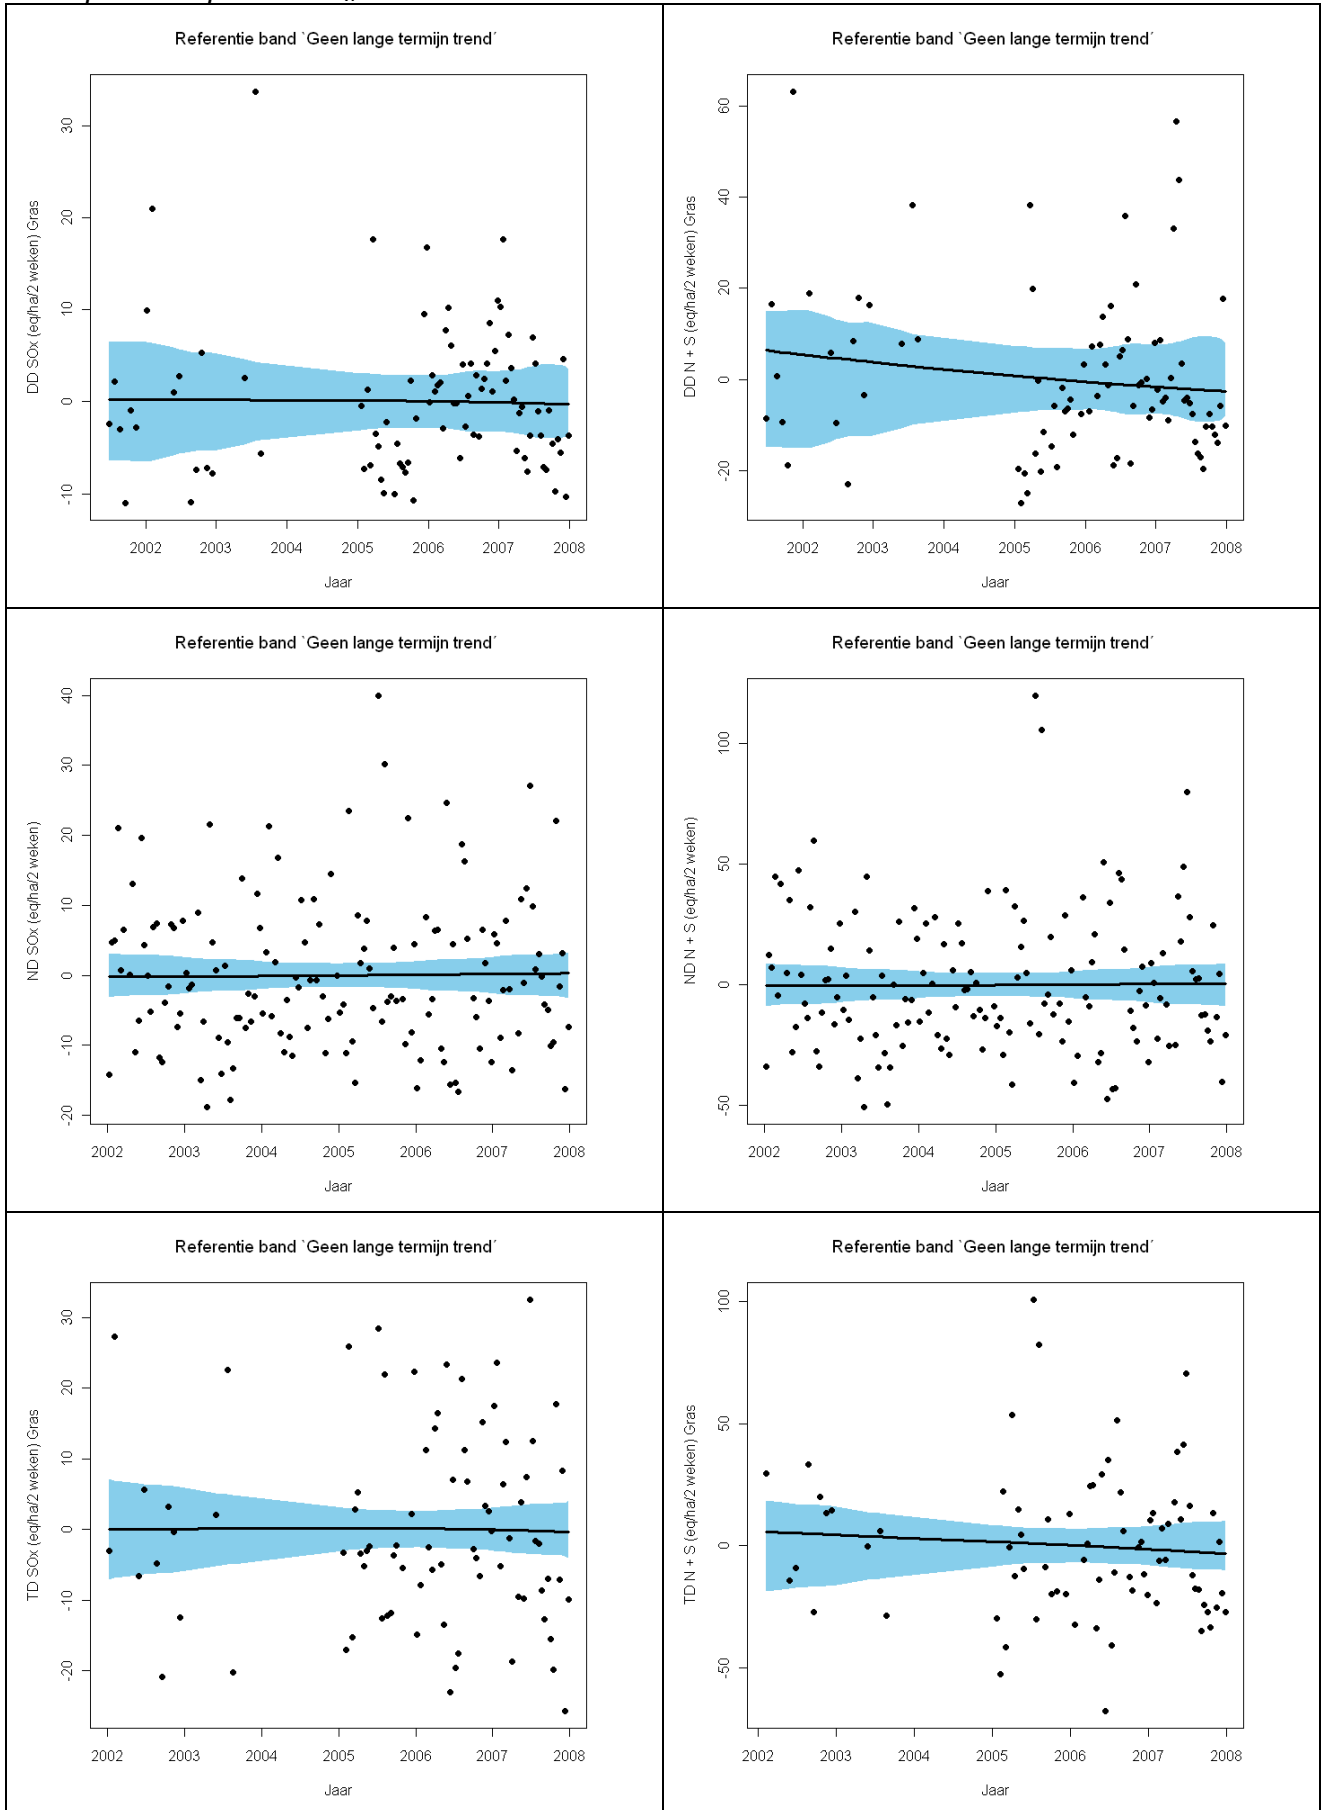 Referentie band `Geen lange termijn trend´
DD SOx (eq/ha/2 weken) Gras
30
20
10
0
-10
2002 2003 2004 2005 2006 2007 2008
Jaar
Referentie band `Geen lange termijn trend´
DD N + S (eq/ha/2 weken) Gras
60
40
20
0
-20
2002 2003 2004 2005 2006 2007 2008
Jaar
Referentie band `Geen lange termijn trend´
ND SOx (eq/ha/2 weken)
40
30
20
10
0
-10
-20
2002 2003 2004 2005 2006 2007 2008
Jaar
Referentie band `Geen lange termijn trend´
ND N + S (eq/ha/2 weken)
100
50
0
-50
2002 2003 2004 2005 2006 2007 2008
Jaar
Referentie band `Geen lange termijn trend´
TD SOx (eq/ha/2 weken) Gras
30
20
10
0
-10
-20
2002 2003 2004 2005 2006 2007 2008
Jaar
Referentie band `Geen lange termijn trend´
TD N + S (eq/ha/2 weken) Gras
100
50
0
-50
2002 2003 2004 2005 2006 2007 2008
Jaar